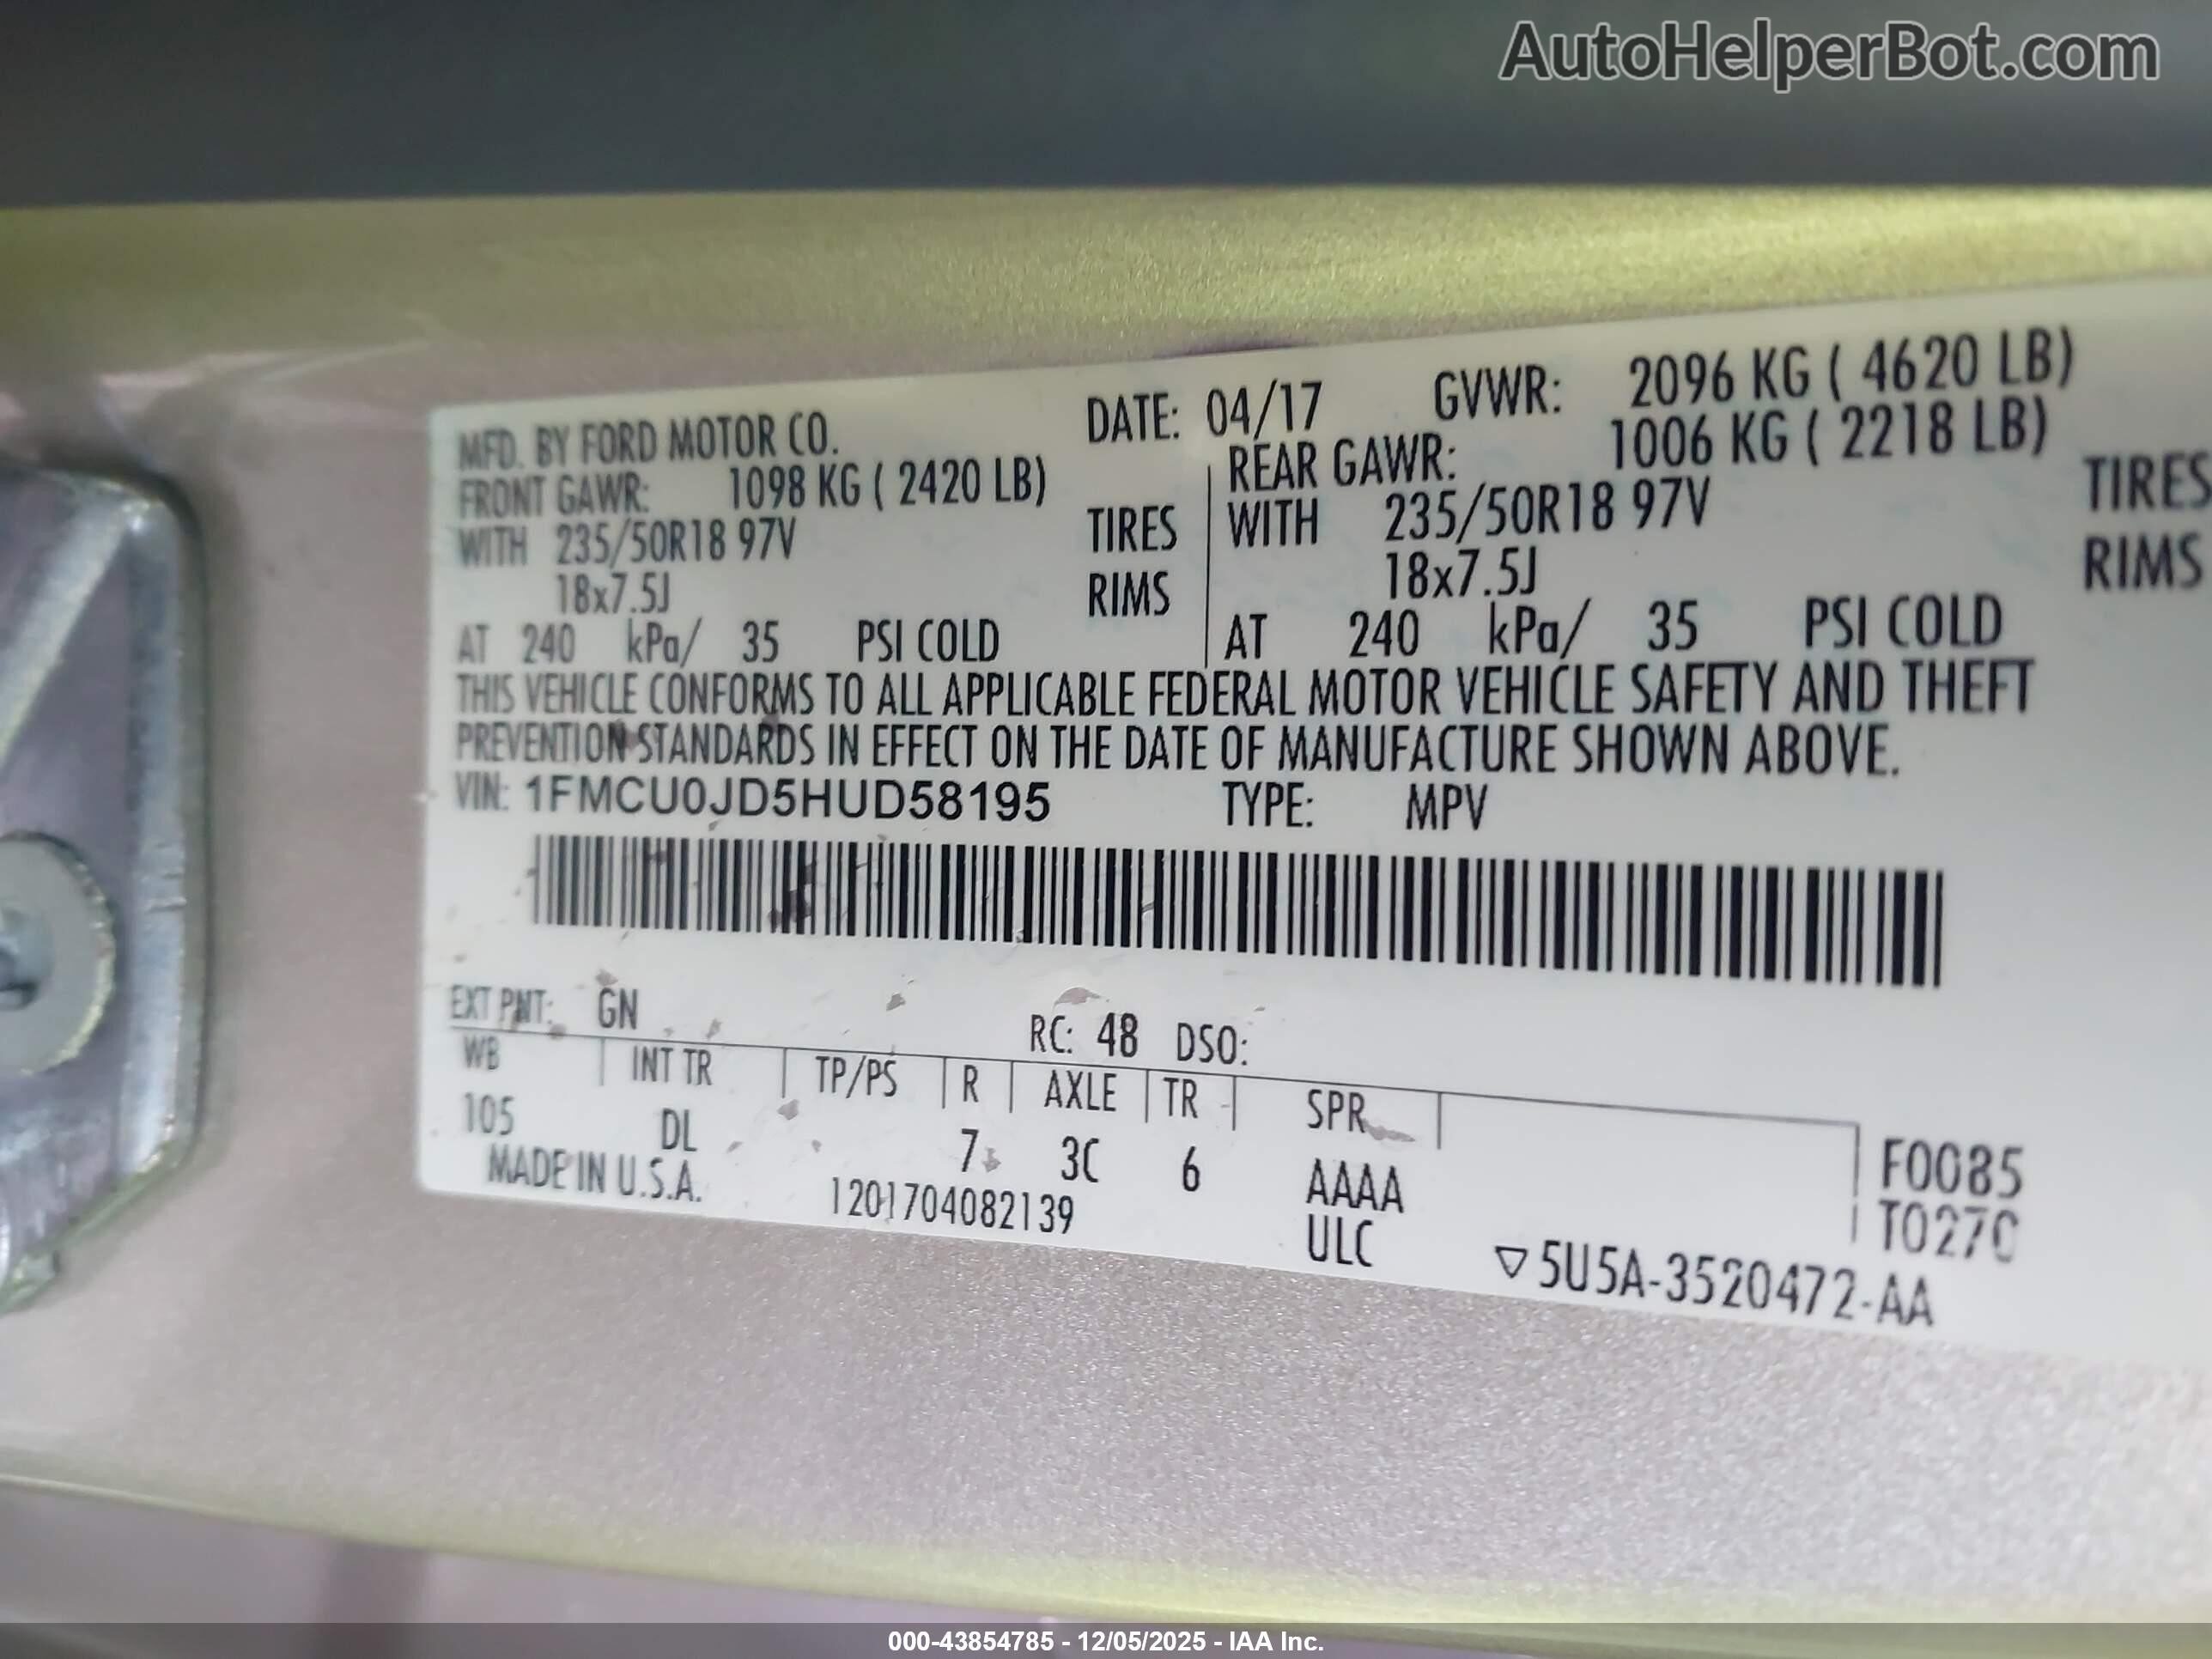 AutoHelperBot.com
MFD. BY FORD MOTOR CO. DATE: 04/17 GVWR: 2096 KG ( 4620 LB)
FRONT GAWR: 1098 KG ( 2420 LB) REAR GAWR: 1006 KG ( 2218 LB)
WITH 235/50R18 97V TIRES WITH 235/50R18 97V TIRES
18x7.5J RIMS 18x7.5J RIMS
AT 240 kPa/ 35 PSI COLD AT 240 kPa/ 35 PSI COLD
THIS VEHICLE CONFORMS TO ALL APPLICABLE FEDERAL MOTOR VEHICLE SAFETY AND THEFT
PREVENTION STANDARDS IN EFFECT ON THE DATE OF MANUFACTURE SHOWN ABOVE.
VIN: 1FMCU0JD5HUD58195 TYPE: MPV
EXT PNT: GN RC: 48 DSO:
WB INT TR TP/PS R AXLE TR SPR
105 DL 7 3C 6 AAAA F0085
MADE IN U.S.A. 1201704082139 ULC T0270
5U5A-3520472-AA
000-43854785 - 12/05/2025 - IAA Inc.